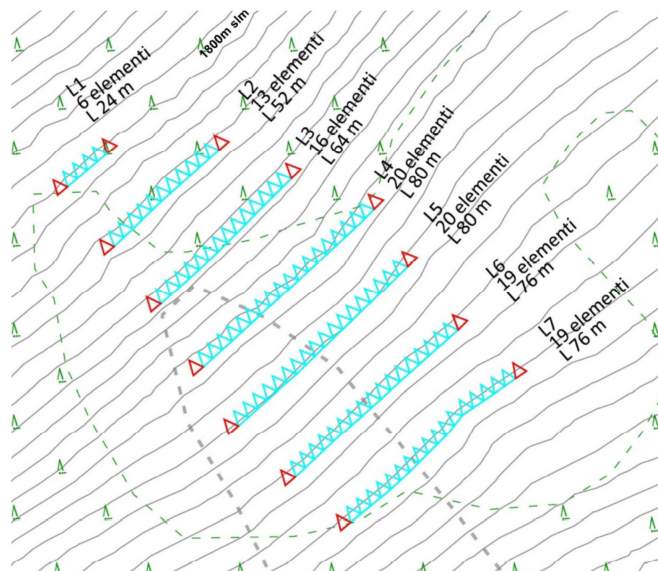 1800m slm
L1
6 elementi
L 24 m
L2
13 elementi
L 52 m
L3
16 elementi
L 64 m
L4
20 elementi
L 80 m
L5
20 elementi
L 80 m
L6
19 elementi
L 76 m
L7
19 elementi
L 76 m